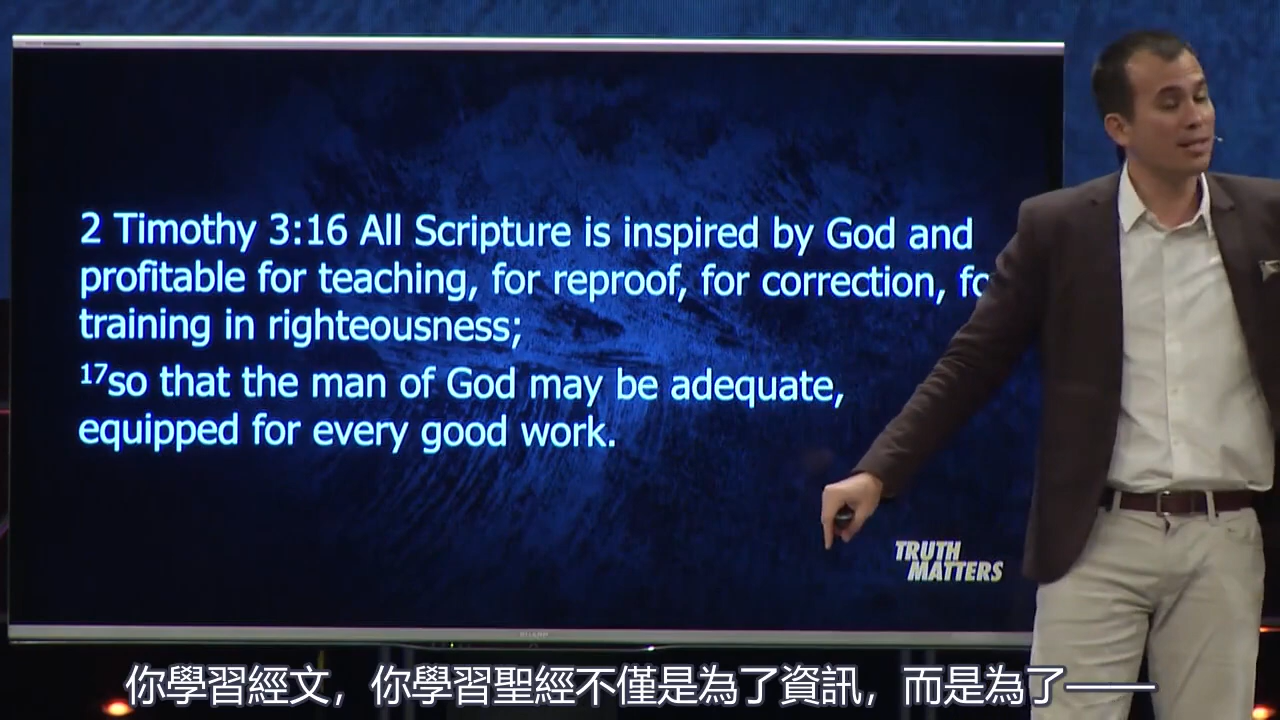 2 Timothy 3:16 All Scripture is inspired by God and
profitable for teaching, for reproof, for correction,
training in righteousness;
17so that the man of God may be adequate,
equipped for every good work.
TRUTH
MATTERS
SHARP
你學習經文，你學習聖經不僅是為了資訊，而是為了——